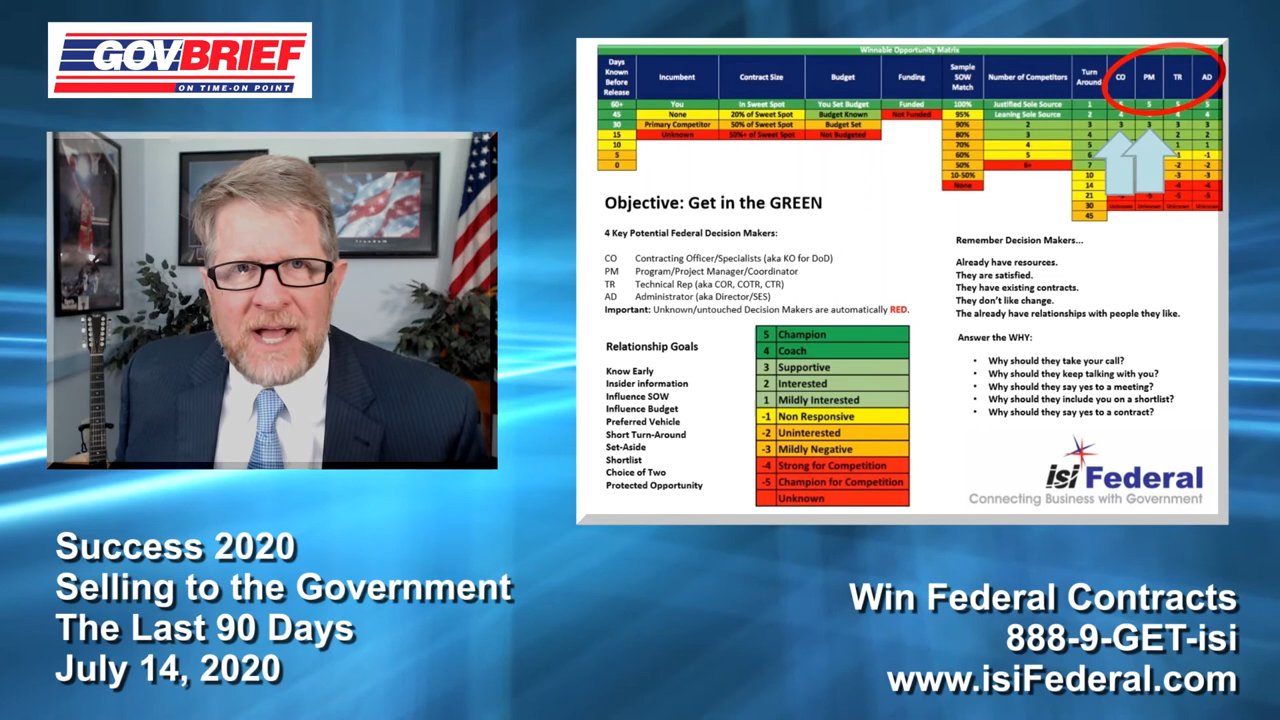 GOVBRIEF
ON TIME-ON POINT
freedom
Success 2020
Selling to the Government
The Last 90 Days
July 14, 2020
Winnable Opportunity Matrix
Days Known Before Release
Incumbent
Contract Size
Budget
Funding
Sample SOW Match
Number of Competitors
Turn Around
CO
PM
TR
AD
60+ You In Sweet Spot You Set Budget Funded 100% Justified Sole Source 1 5 5 5
45 None 20% of Sweet Spot Budget Known Not Funded 95% Leaning Sole Source 2 4 4 4
30 Primary Competitor 50% of Sweet Spot Budget Set 90% 2 3 3 3 3 3
15 Unknown 50%+ of Sweet Spot Not Budgeted 80% 3 4 2 2
10 70% 4 5 1 1
5 60% 5 6 -1 -1
0 50% 6+ 7 -2 -2
10-50% 10 -3 -3
None 14 -4 -4
21 -5 -5 -5
30 Unknown Unknown Unknown Unknown
45
Objective: Get in the GREEN
4 Key Potential Federal Decision Makers:
CO Contracting Officer/Specialists (aka KO for DoD)
PM Program/Project Manager/Coordinator
TR Technical Rep (aka COR, COTR, CTR)
AD Administrator (aka Director/SES)
Important: Unknown/untouched Decision Makers are automatically RED.
Relationship Goals
Know Early
Insider information
Influence SOW
Influence Budget
Preferred Vehicle
Short Turn-Around
Set-Aside
Shortlist
Choice of Two
Protected Opportunity
5 Champion
4 Coach
3 Supportive
2 Interested
1 Mildly Interested
-1 Non Responsive
-2 Uninterested
-3 Mildly Negative
-4 Strong for Competition
-5 Champion for Competition
Unknown
Remember Decision Makers...
Already have resources.
They are satisfied.
They have existing contracts.
They don't like change.
The already have relationships with people they like.
Answer the WHY:
• Why should they take your call?
• Why should they keep talking with you?
• Why should they say yes to a meeting?
• Why should they include you on a shortlist?
• Why should they say yes to a contract?
isi Federal
Connecting Business with Government
Win Federal Contracts
888-9-GET-isi
www.isiFederal.com